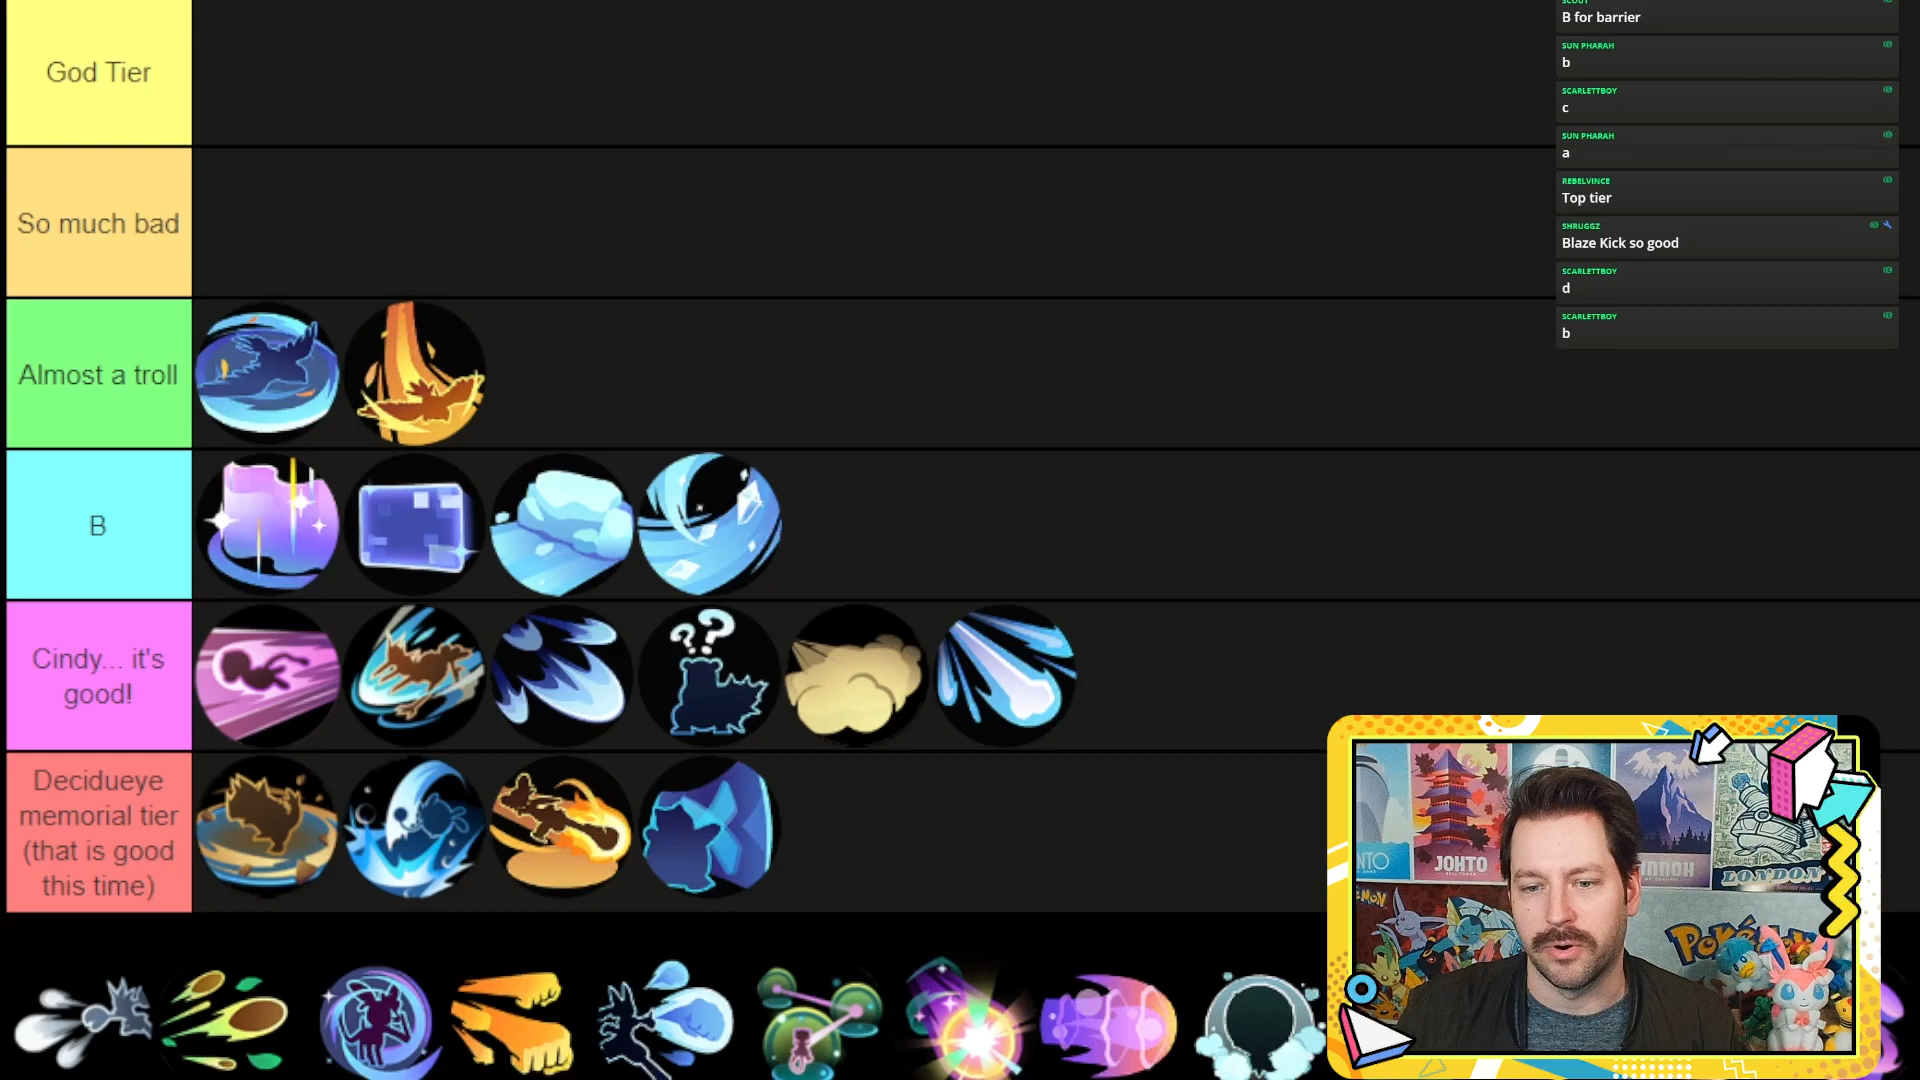 God Tier
So much bad
Almost a troll
B
Cindy... it's
good!
Decidueye
memorial tier
(that is good
this time)
SCOUT
B for barrier
SUN PHARAH
b
SCARLETTBOY
c
SUN PHARAH
a
REBELVINCE
Top tier
SHRUGGZ
Blaze Kick so good
SCARLETTBOY
d
SCARLETTBOY
b
JOHTO
LONDON